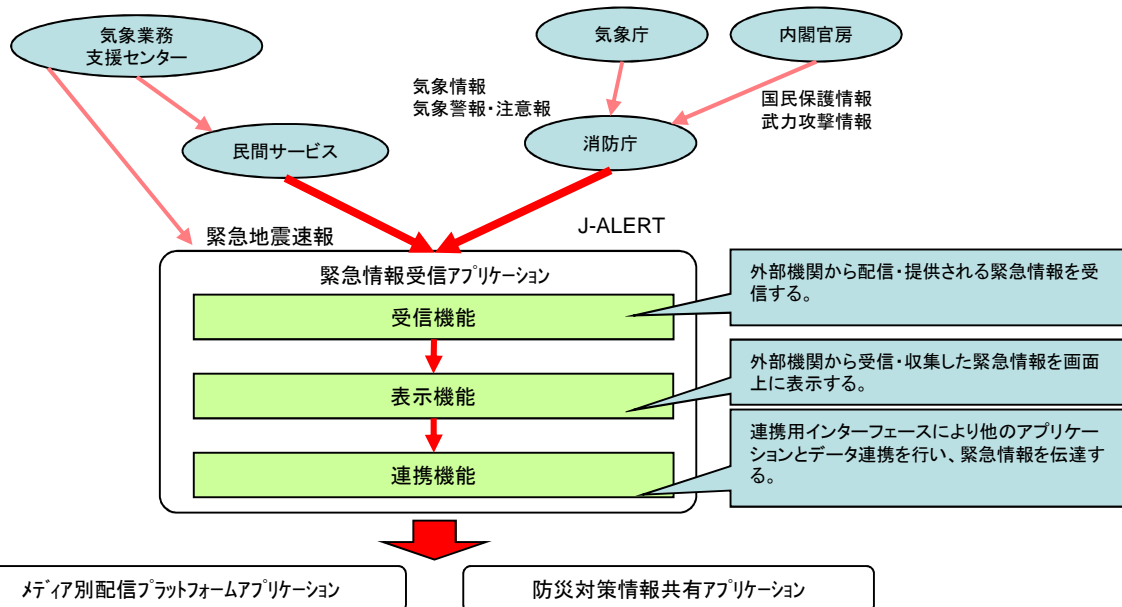 気象業務
支援センター
気象庁
内閣官房
気象情報
気象警報・注意報
国民保護情報
武力攻撃情報
民間サービス
消防庁
J-ALERT
緊急地震速報
緊急情報受信アプリケーション
受信機能
外部機関から配信・提供される緊急情報を受
信する。
表示機能
外部機関から受信・収集した緊急情報を画面
上に表示する。
連携機能
連携用インターフェースにより他のアプリケー
ションとデータ連携を行い、緊急情報を伝達す
る。
メディア別配信プラットフォームアプリケーション
防災対策情報共有アプリケーション